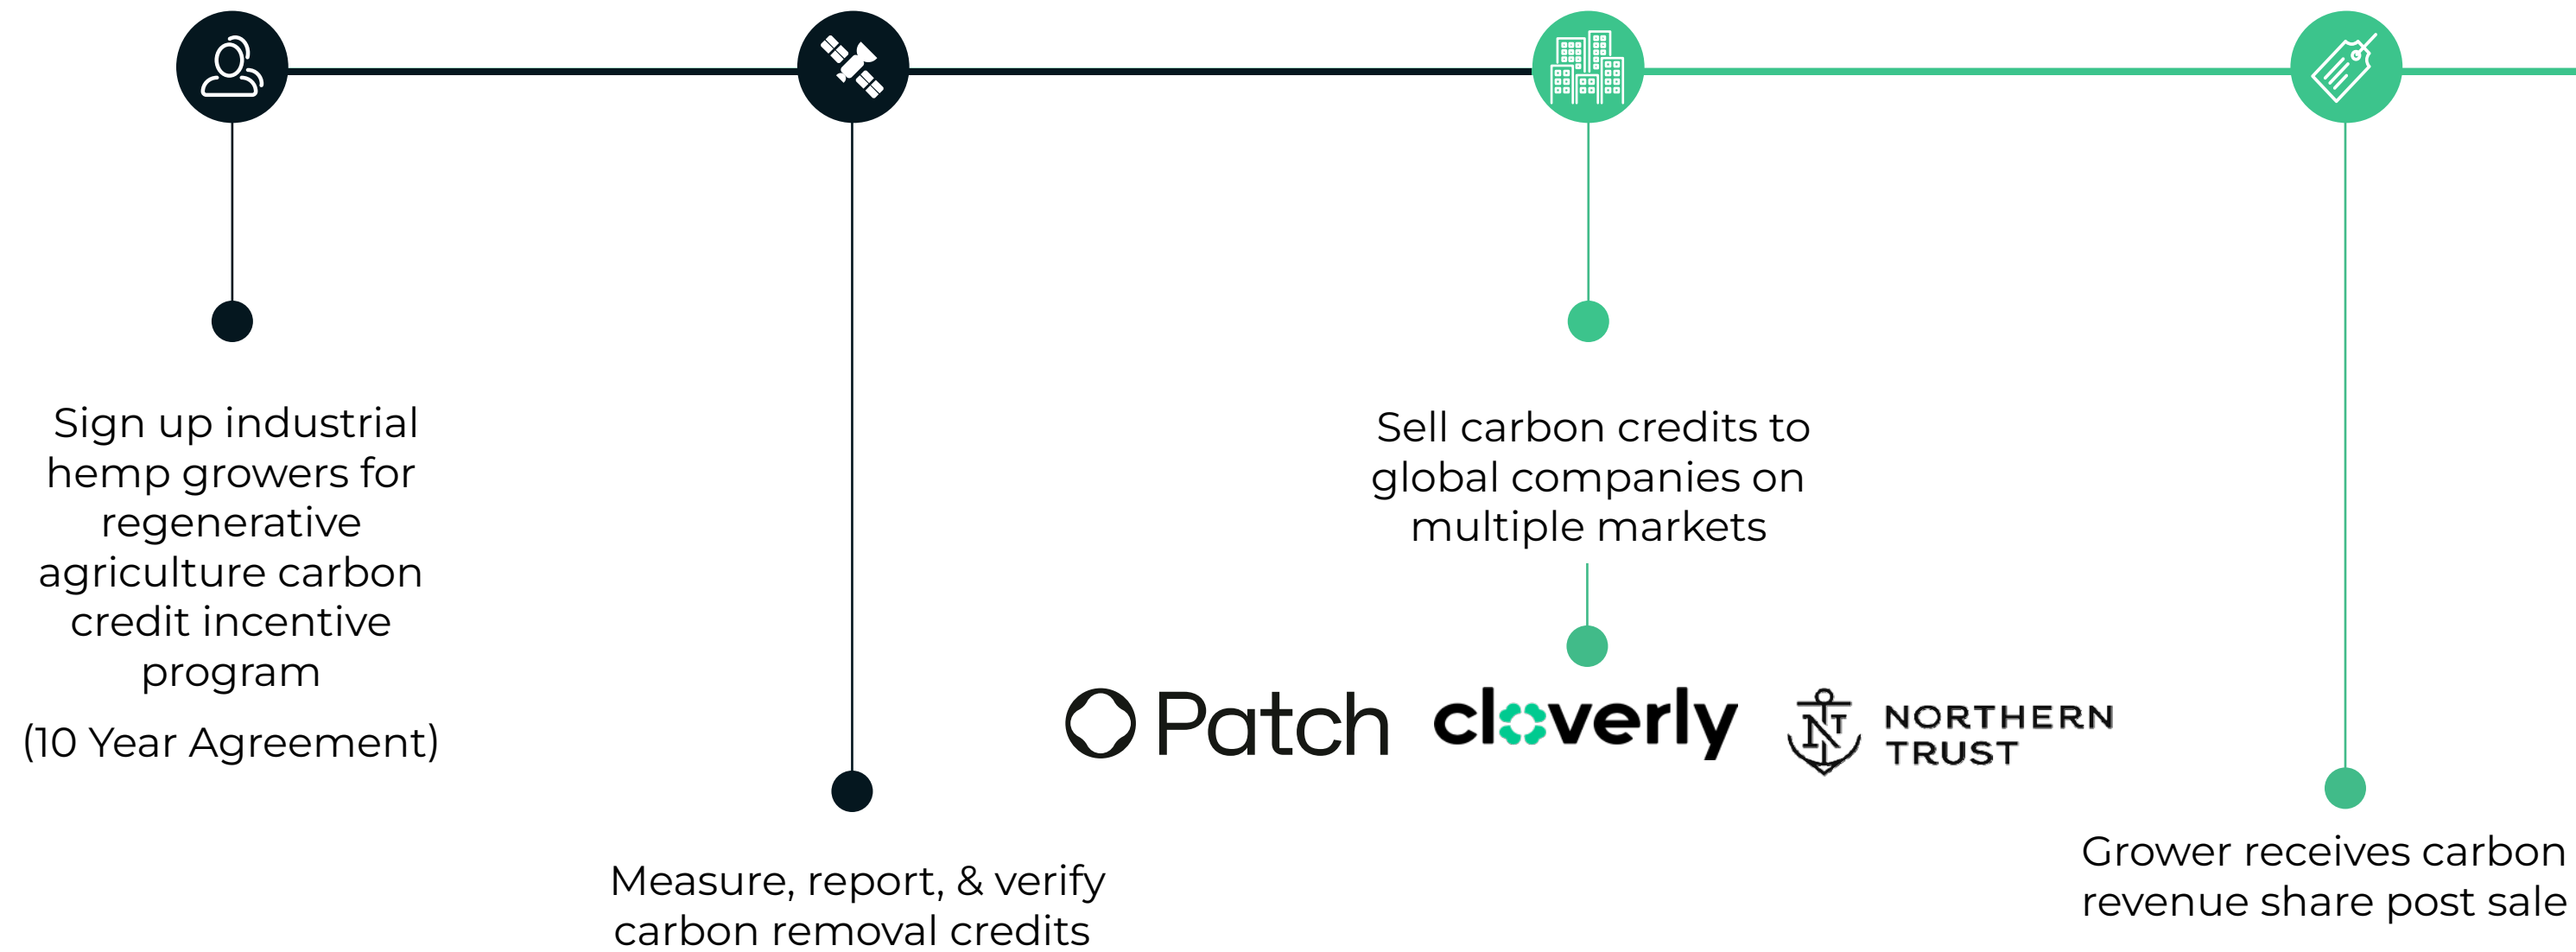 Sign up industrial
hemp growers for
regenerative
agriculture carbon
credit incentive
program
(10 Year Agreement)
Measure, report, & verify
carbon removal credits
Sell carbon credits to
global companies on
multiple markets
Patch
cloverly
NT
NORTHERN
TRUST
Grower receives carbon
revenue share post sale